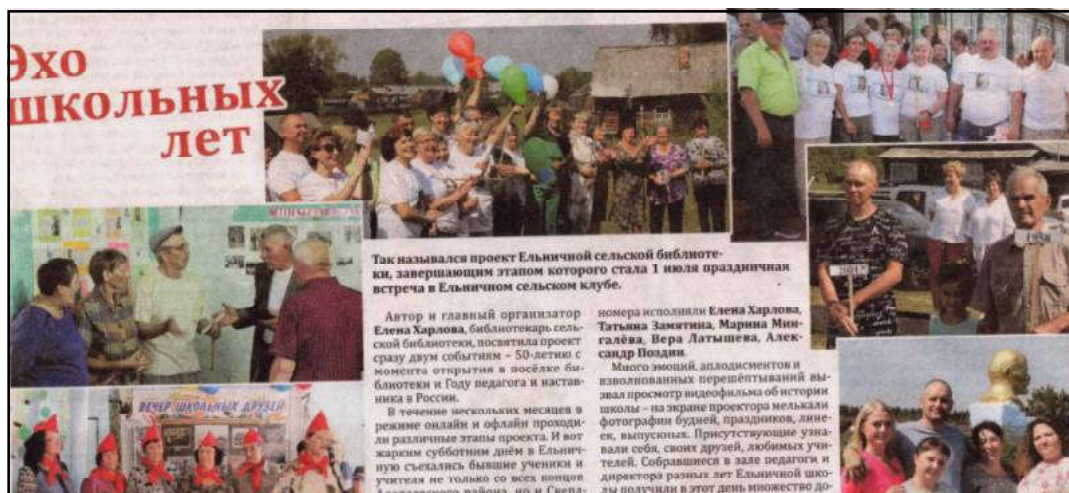 Эхо
школьных
лет
Так назывался проект Ельничной сельской библиоте-
ки, завершающим этапом которого стала 1 июля праздничная
встреча в Ельничном сельском клубе.
Автор и главный организатор
Елена Харлова, библиотекарь сель-
ской библиотеки, посвятила проект
сразу двум событиям – 50-летию с
момента открытия в посёлке би-
блиотеки и Году педагога и настав-
ника в России.
В течение нескольких месяцев в
режиме онлайн и офлайн проходи-
ли различные этапы проекта. И вот
жарким субботним днём в Ельнич-
ную съехались бывшие ученики и
учителя не только со всех концов
района, но и Сверд-
номера исполняли Елена Харлова,
Татьяна Замятина, Марина Мин-
галёва, Вера Латышева, Алек-
сандр Поздин.
Много эмоций, аплодисментов и
взволнованных перешёптываний вы-
звал просмотр видеофильма об истории
школы – на экране проектора мелькали
фотографии будней, праздников, лине-
ек, выпускных. Присутствующие узна-
вали себя, своих друзей, любимых учи-
телей. Собравшиеся в зале педагоги и
директора разных лет Ельничной шко-
лы получили в этот день множество до-
ВЕЧЕР ШКОЛЬНЫХ ДРУЗЕЙ
1958